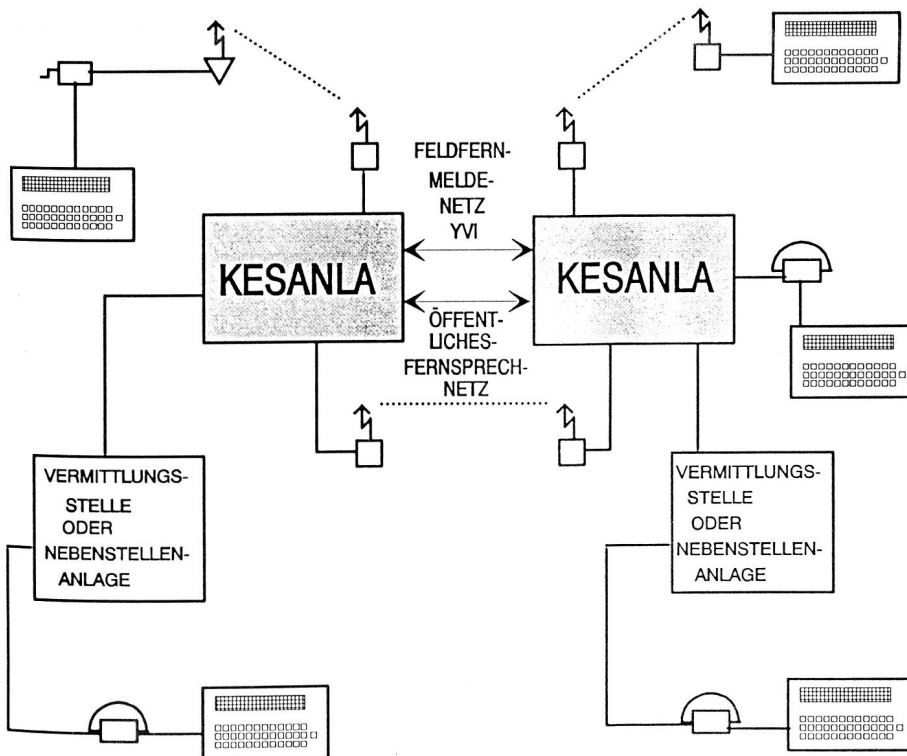 FELDFERN-
MELDE-
NETZ
YVI
KESANLA
KESANLA
ÖFFENT-
LICHES-
FERNSPRECH-
NETZ
VERMITTLUNGS-
STELLE
ODER
NEBENSTELLEN-
ANLAGE
VERMITTLUNGS-
STELLE
ODER
NEBENSTELLEN-
ANLAGE